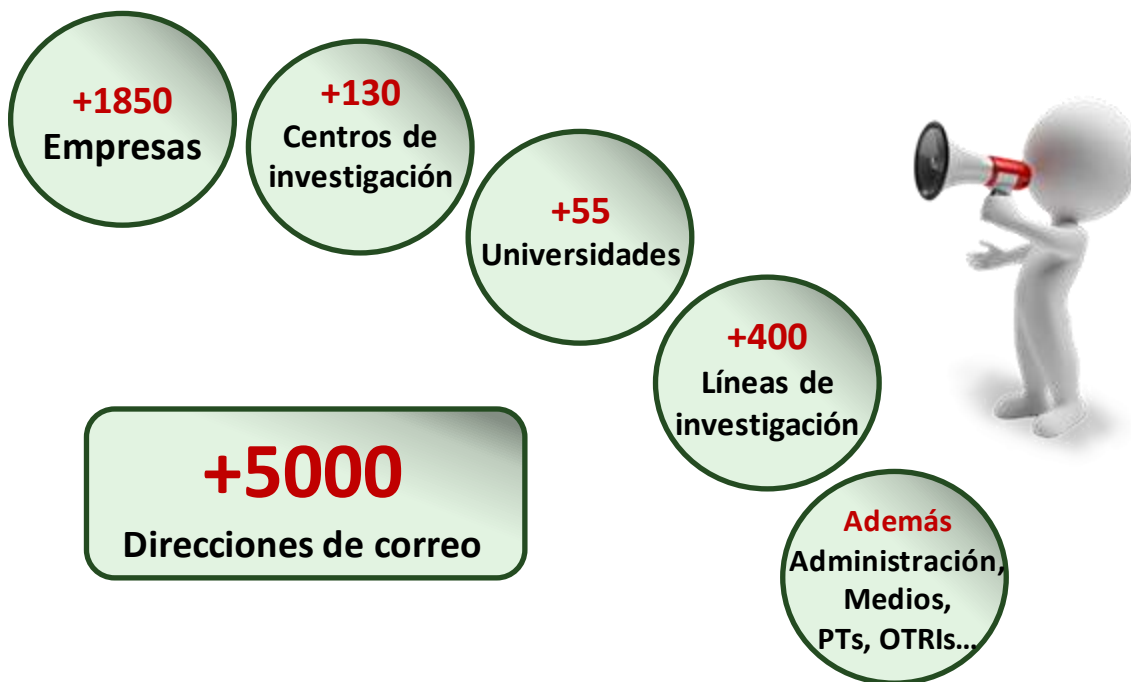 +1850
Empresas
+130
Centros de
investigación
+55
Universidades
+400
Líneas de
investigación
+5000
Direcciones de correo
Además
Administración,
Medios,
PTs, OTRIs...